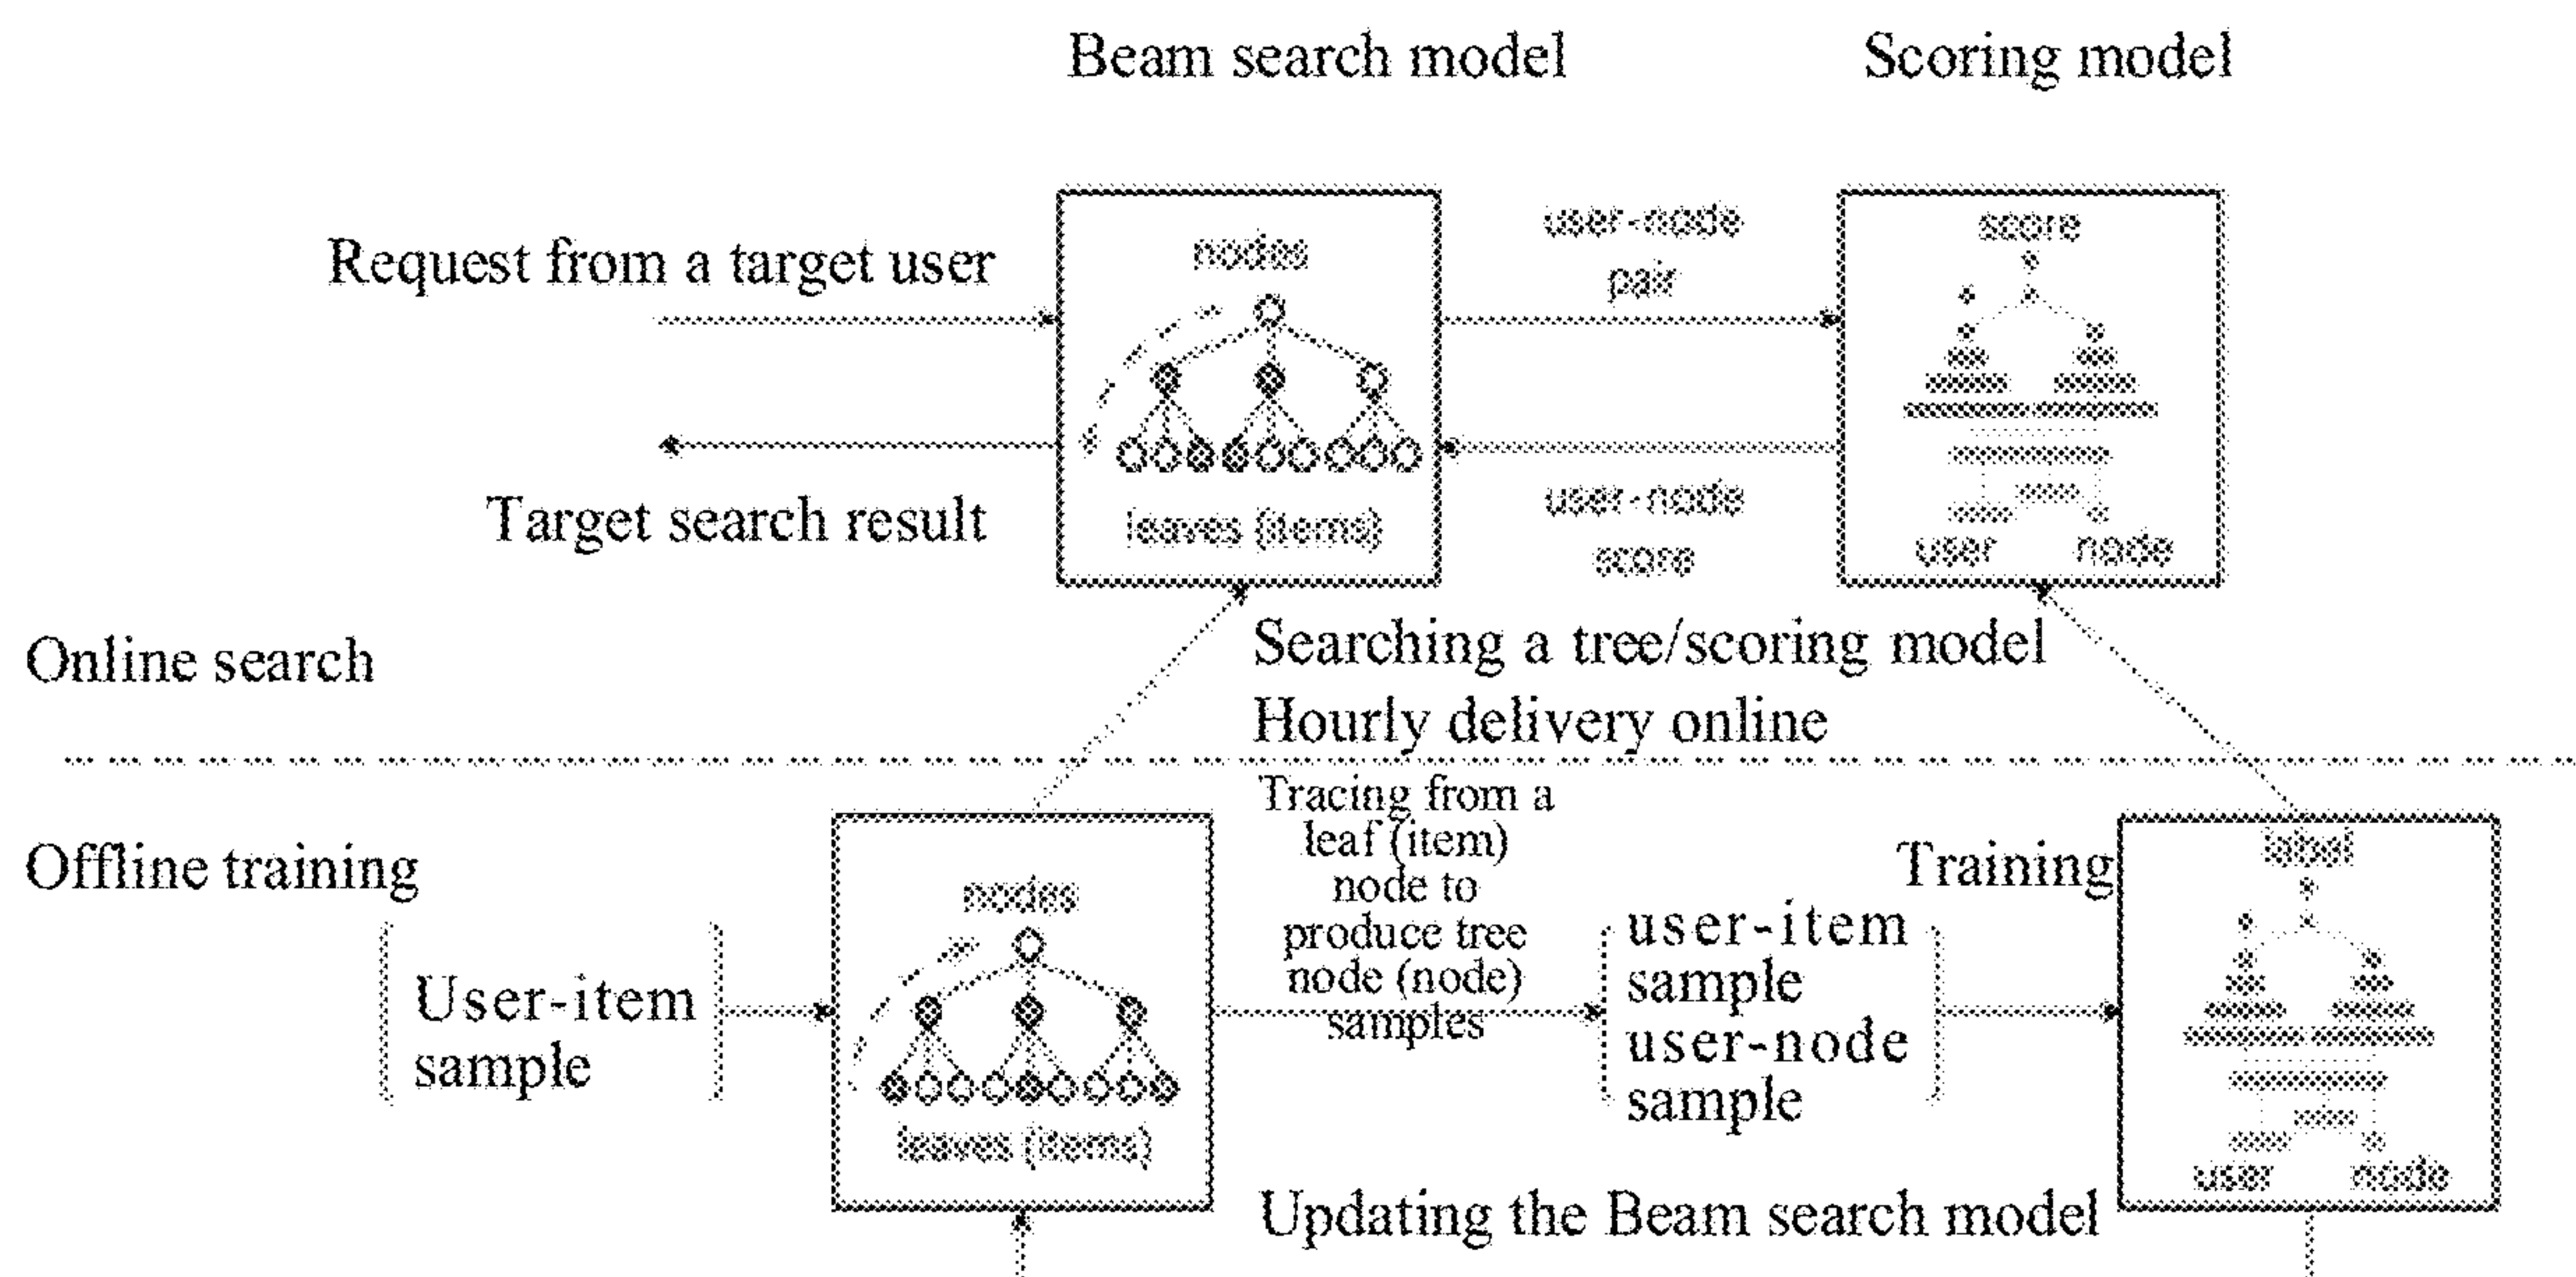 Beam search model
Scoring model
Request from a target user
nodes
leaves (items)
user-node
pair
score
user node
Target search result
user-node
score
Online search
Searching a tree/scoring model
Hourly delivery online
Offline training
User-item
sample
nodes
leaves (items)
Tracing from a
leaf (item)
node to
produce tree
node (node)
samples
user-item
sample
user-node
sample
Training
label
user node
Updating the Beam search model